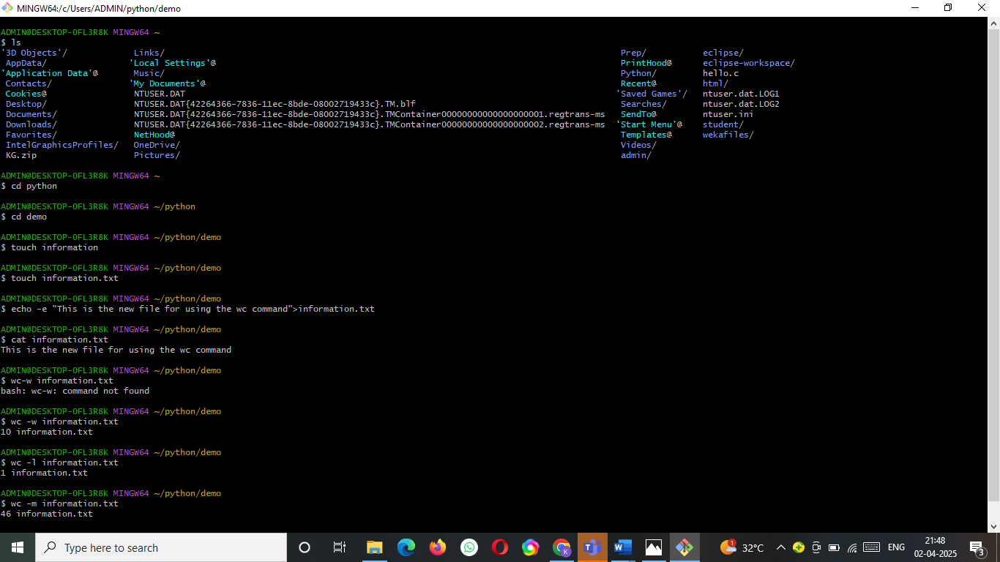 MINGW64:/c/Users/ADMIN/python/demo
ADMIN@DESKTOP-OFL3R8K MINGW64 ~
$ ls
'3D Objects'/ Links/ Prep/ eclipse/
AppData/ 'Local Settings'@ PrintHood@ eclipse-workspace/
'Application Data'@ Music/ Python/ hello.c
Contacts/ 'My Documents'@ Recent@ html/
Cookies@ NTUSER.DAT 'Saved Games'/ ntuser.dat.LOG1
Desktop/ NTUSER.DAT{42264366-7836-11ec-8bde-08002719433c}.TM.blf Searches/ ntuser.dat.LOG2
Documents/ NTUSER.DAT{42264366-7836-11ec-8bde-08002719433c}.TMContainer00000000000000000001.regtrans-ms SendTo@ ntuser.ini
Downloads/ NTUSER.DAT{42264366-7836-11ec-8bde-08002719433c}.TMContainer00000000000000000002.regtrans-ms 'Start Menu'@ student/
Favorites/ NetHood@ Templates@ wekafiles/
IntelGraphicsProfiles/ OneDrive/ Videos/
KG.zip Pictures/ admin/
ADMIN@DESKTOP-OFL3R8K MINGW64 ~
$ cd python
ADMIN@DESKTOP-OFL3R8K MINGW64 ~/python
$ cd demo
ADMIN@DESKTOP-OFL3R8K MINGW64 ~/python/demo
$ touch information
ADMIN@DESKTOP-OFL3R8K MINGW64 ~/python/demo
$ touch information.txt
ADMIN@DESKTOP-OFL3R8K MINGW64 ~/python/demo
$ echo -e "This is the new file for using the wc command">information.txt
ADMIN@DESKTOP-OFL3R8K MINGW64 ~/python/demo
$ cat information.txt
This is the new file for using the wc command
ADMIN@DESKTOP-OFL3R8K MINGW64 ~/python/demo
$ wc-w information.txt
bash: wc-w: command not found
ADMIN@DESKTOP-OFL3R8K MINGW64 ~/python/demo
$ wc -w information.txt
10 information.txt
ADMIN@DESKTOP-OFL3R8K MINGW64 ~/python/demo
$ wc -l information.txt
1 information.txt
ADMIN@DESKTOP-OFL3R8K MINGW64 ~/python/demo
$ wc -m information.txt
46 information.txt
Type here to search
K
1
32°C
ENG
21:48
02-04-2025
3